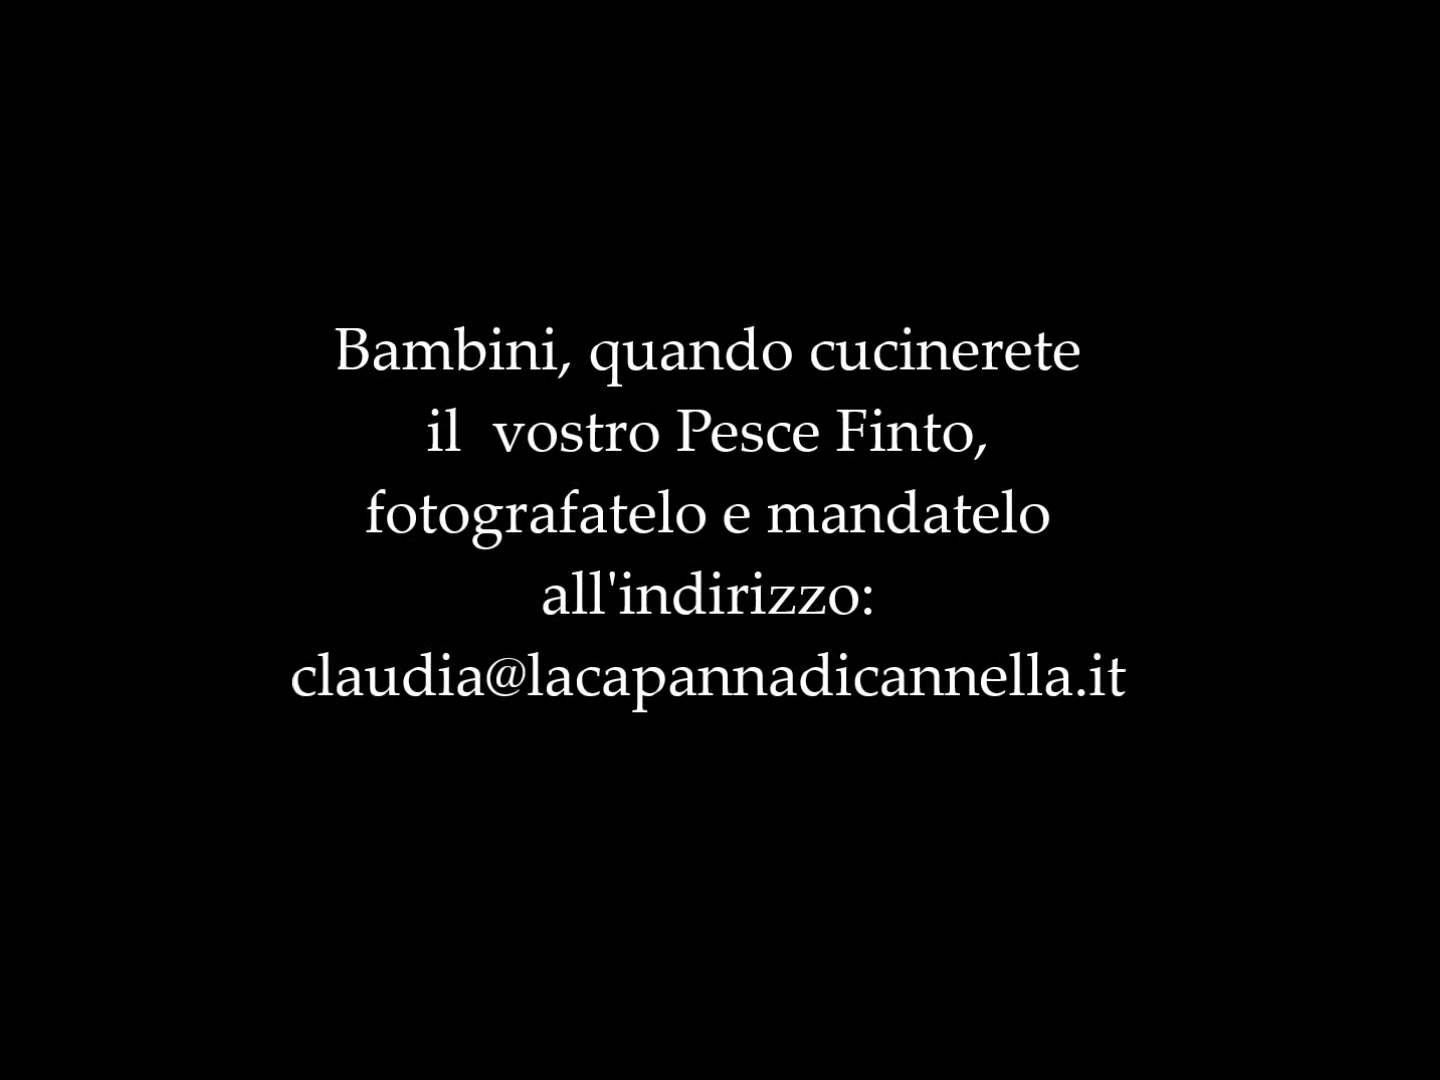 Bambini, quando cucinerete
il  vostro Pesce Finto,
fotografatelo e mandatelo
all'indirizzo:
claudia@lacapannadicannella.it